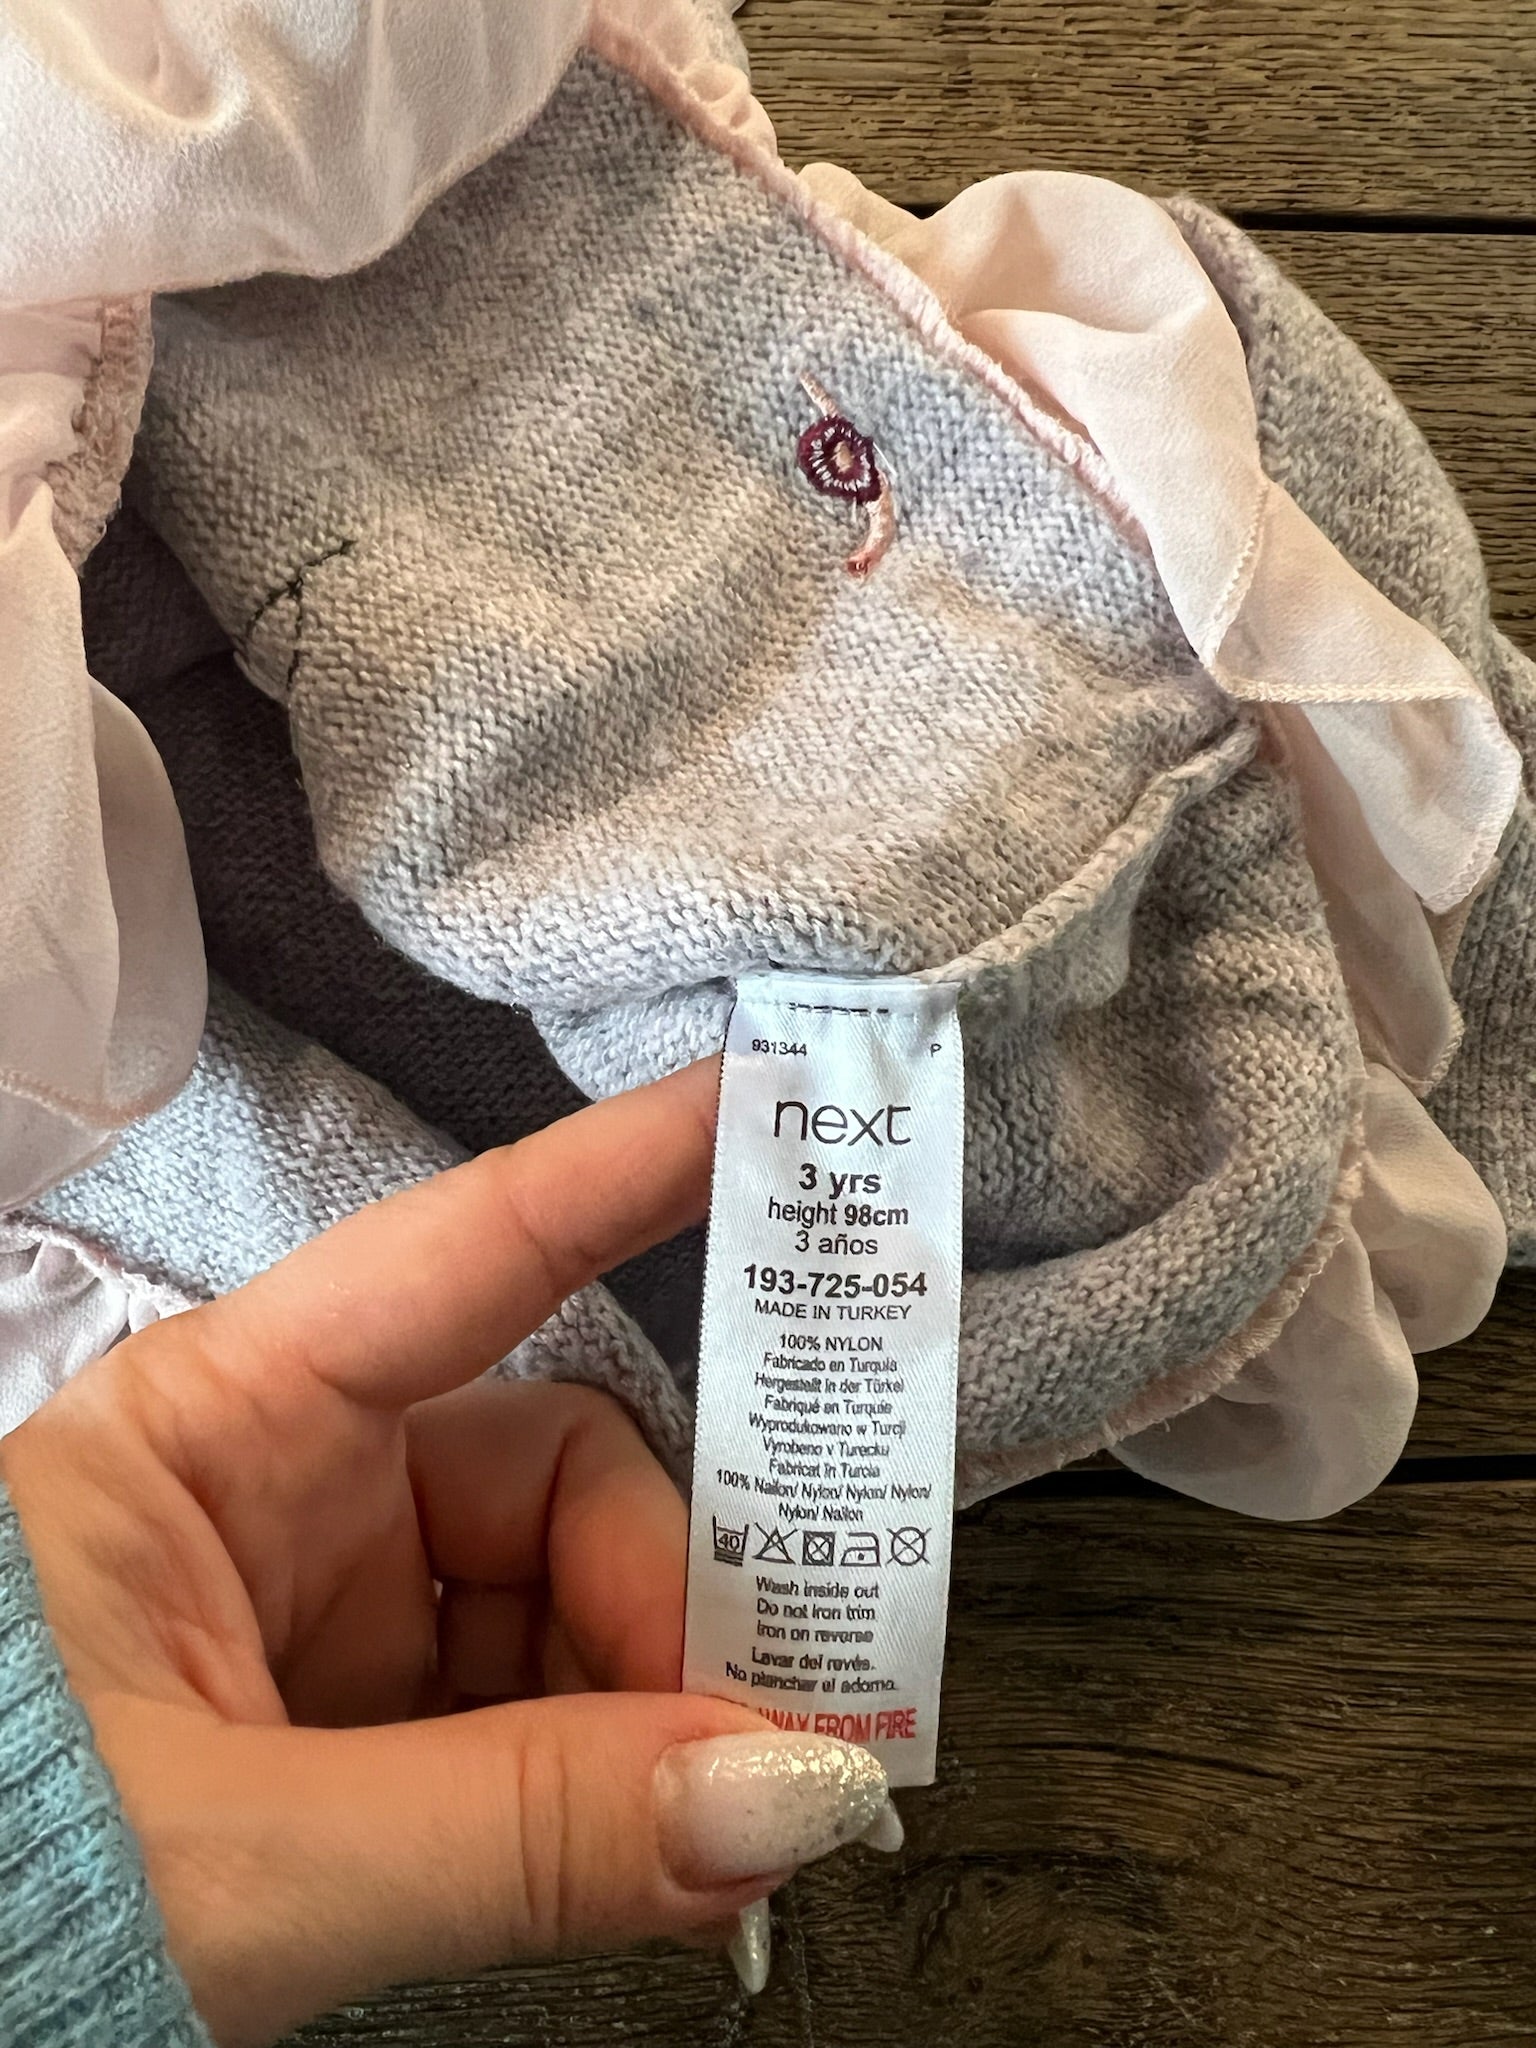 931344 P
next
3 yrs
height 98cm
3 años
193-725-054
MADE IN TURKEY
100% NYLON
Fabricado en Turquía
Hergestellt in der Türkei
Fabriqué en Turquie
Wyprodukowano w Turcji
Vyrobeno v Turecku
Fabricat în Turcia
100% Nailon/ Nylon/ Nylon/ Nylon/
Nylon/ Nailon
40
Wash inside out
Do not iron trim
Iron on reverse
Lavar del revés.
No planchar el adorno.
AWAY FROM FIRE